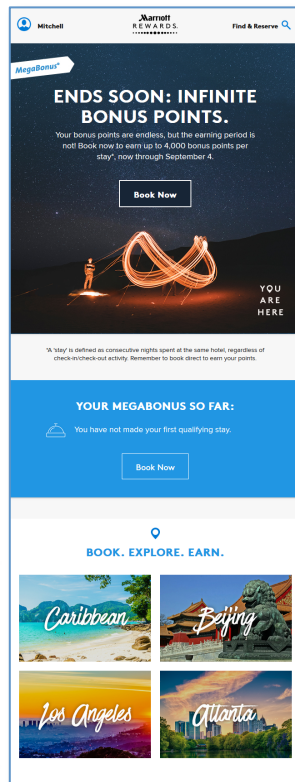 Mitchell
Marriott
REWARDS.
Find & Reserve
MegaBonus®
ENDS SOON: INFINITE
BONUS POINTS.
Your bonus points are endless, but the earning period is
not! Book now to earn up to 4,000 bonus points per
stay*, now through September 4.
Book Now
YOU
ARE
HERE
*A 'stay' is defined as consecutive nights spent at the same hotel, regardless of
check-in/check-out activity. Remember to book direct to earn your points.
YOUR MEGABONUS SO FAR:
You have not made your first qualifying stay.
Book Now
BOOK. EXPLORE. EARN.
Caribbean
Beijing
Los Angeles
Atlanta